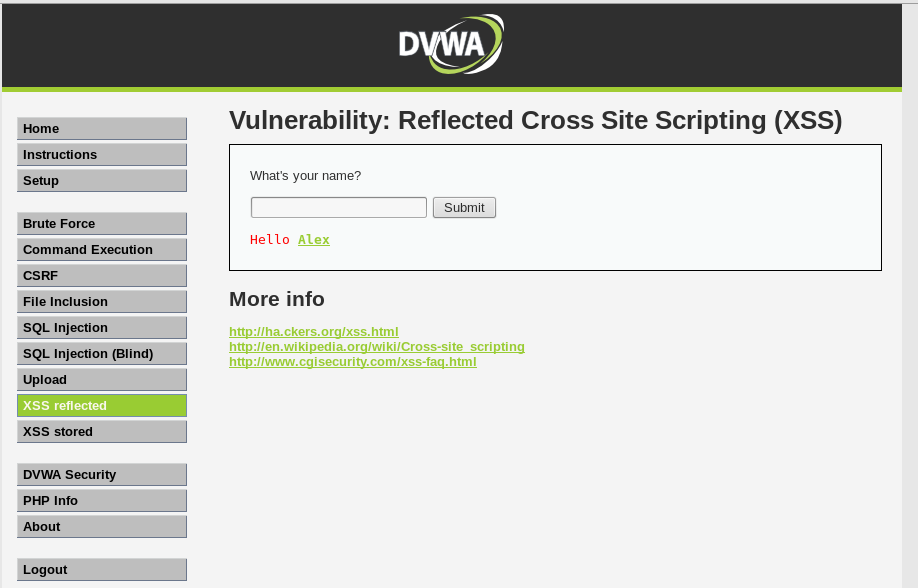 DVWA
Home
Instructions
Setup
Brute Force
Command Execution
CSRF
File Inclusion
SQL Injection
SQL Injection (Blind)
Upload
XSS reflected
XSS stored
DVWA Security
PHP Info
About
Logout
Vulnerability: Reflected Cross Site Scripting (XSS)
What's your name?
Submit
Hello Alex
More info
http://ha.ckers.org/xss.html
http://en.wikipedia.org/wiki/Cross-site_scripting
http://www.cgisecurity.com/xss-faq.html